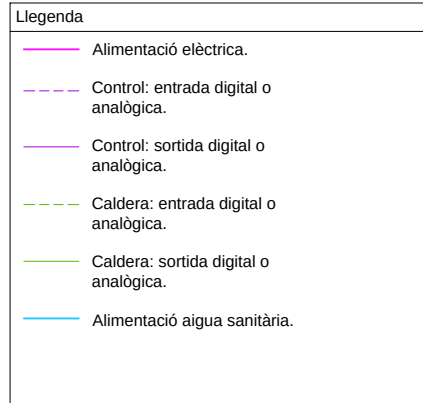 Llegenda
Alimentació elèctrica.
Control: entrada digital o
analògica.
Control: sortida digital o
analògica.
Caldera: entrada digital o
analògica.
Caldera: sortida digital o
analògica.
Alimentació aigua sanitària.